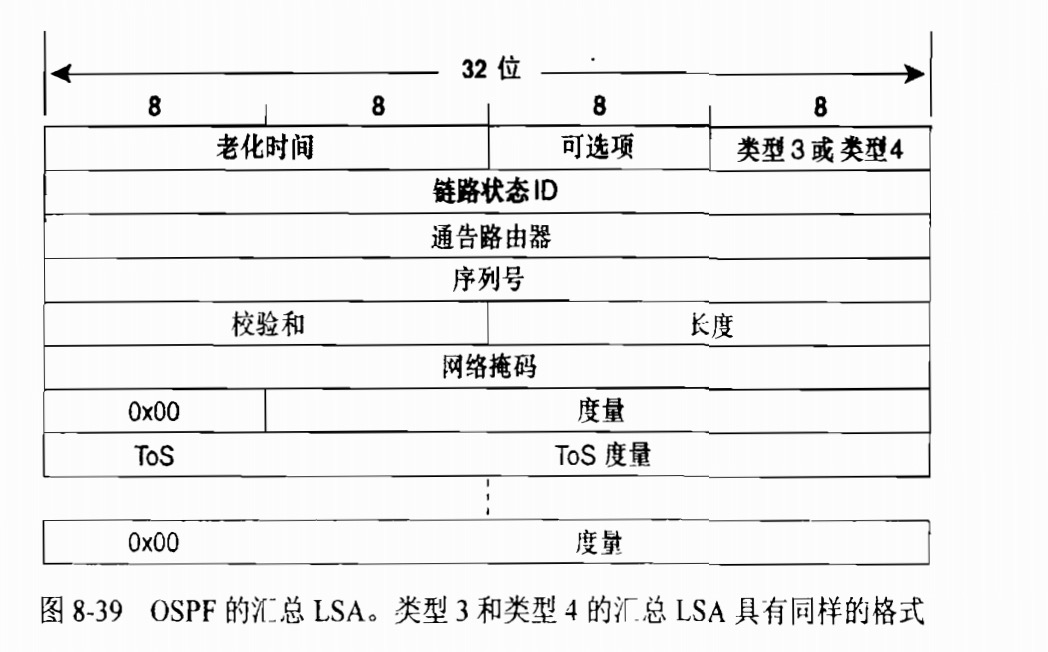 32 位
8 8 8 8
老化时间 可选项 类型3或类型4
链路状态ID
通告路由器
序列号
校验和 长度
网络掩码
0x00 度量
ToS ToS 度量
0x00 度量
图 8-39 OSPF 的汇总 LSA。类型 3 和类型 4 的汇总 LSA 具有同样的格式